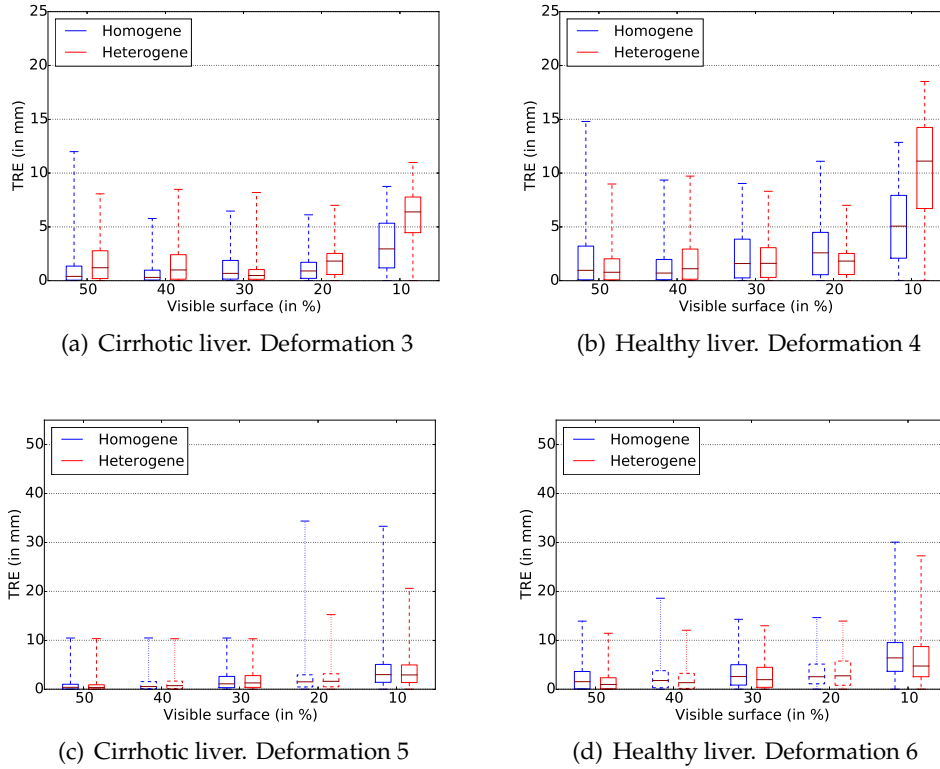 25
20
15
10
5
0
TRE (in mm)
Homogene
Heterogene
50 40 30 20 10
Visible surface (in %)
(a) Cirrhotic liver. Deformation 3
25
20
15
10
5
0
TRE (in mm)
Homogene
Heterogene
50 40 30 20 10
Visible surface (in %)
(b) Healthy liver. Deformation 4
50
40
30
20
10
0
TRE (in mm)
Homogene
Heterogene
50 40 30 20 10
Visible surface (in %)
(c) Cirrhotic liver. Deformation 5
50
40
30
20
10
0
TRE (in mm)
Homogene
Heterogene
50 40 30 20 10
Visible surface (in %)
(d) Healthy liver. Deformation 6